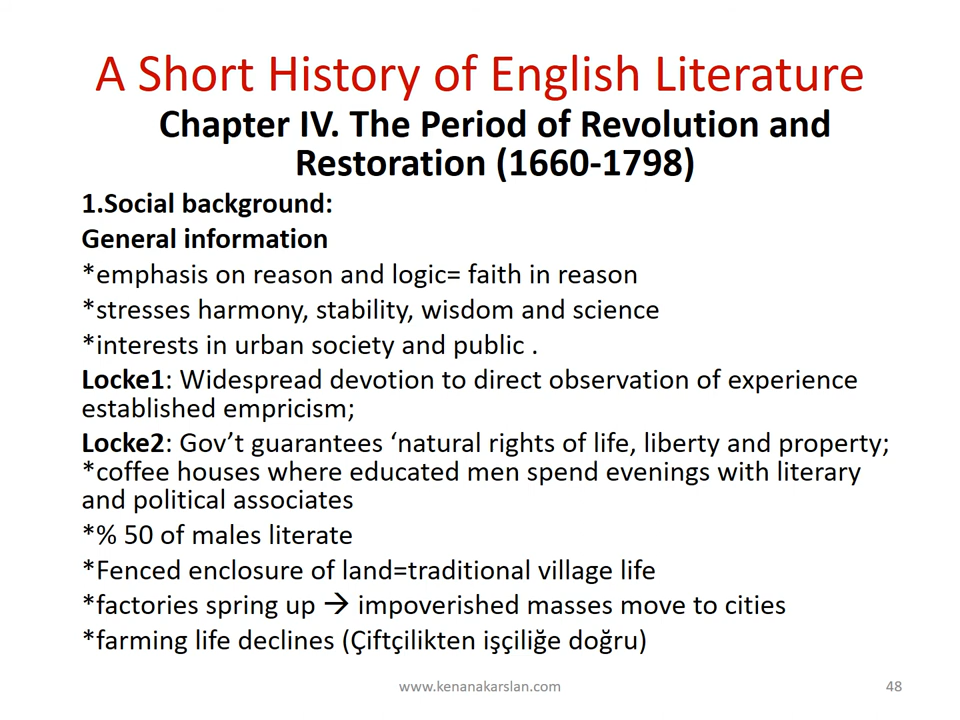 A Short History of English Literature
Chapter IV. The Period of Revolution and
Restoration (1660-1798)
1.Social background:
General information
*emphasis on reason and logic= faith in reason
*stresses harmony, stability, wisdom and science
*interests in urban society and public .
Locke1: Widespread devotion to direct observation of experience
established empricism;
Locke2: Gov’t guarantees ‘natural rights of life, liberty and property;
*coffee houses where educated men spend evenings with literary
and political associates
*% 50 of males literate
*Fenced enclosure of land=traditional village life
*factories spring up → impoverished masses move to cities
*farming life declines (Çiftçilikten işçiliğe doğru)
www.kenanakarslan.com
48